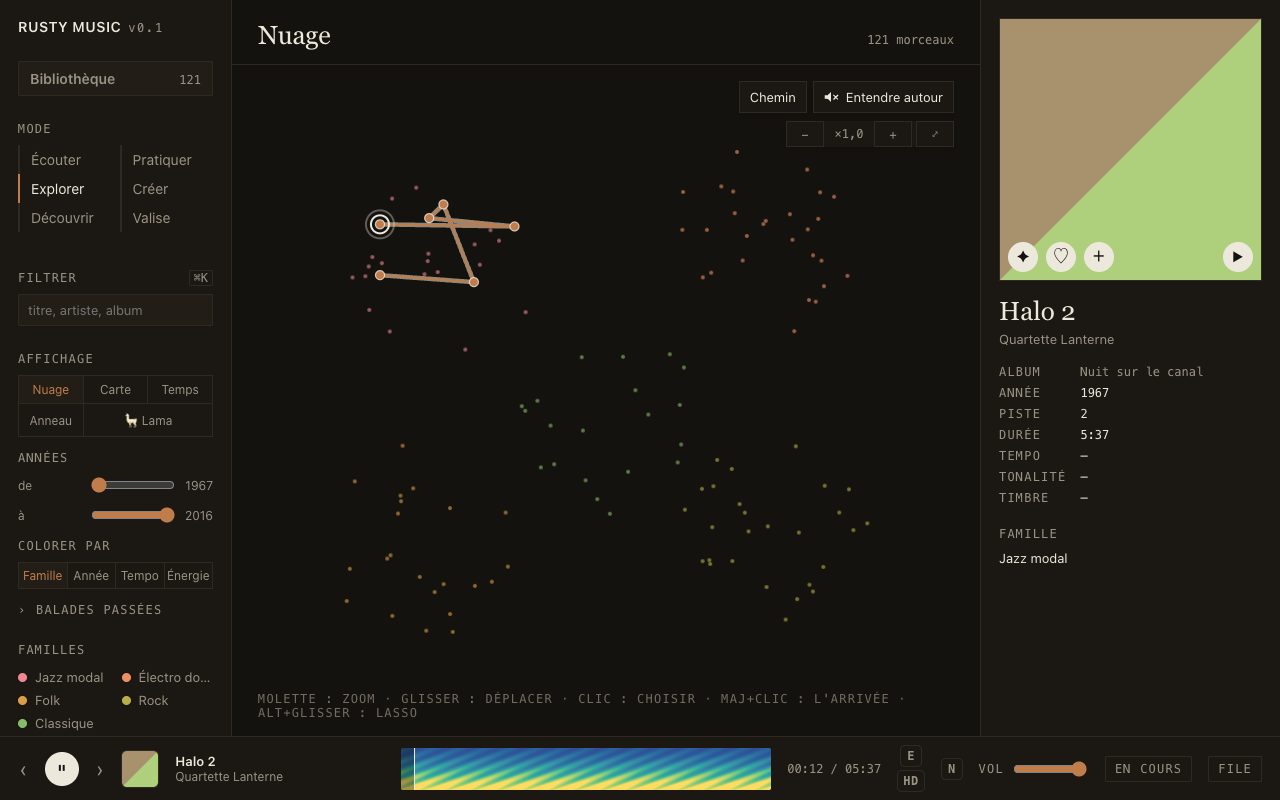 RUSTY MUSIC v0.1
Bibliothèque 121
MODE
Écouter Pratiquer
Explorer Créer
Découvrir Valise
FILTRER ⌘K
titre, artiste, album
AFFICHAGE
Nuage Carte Temps
Anneau 🦙 Lama
ANNÉES
de 1967
à 2016
COLORER PAR
Famille Année Tempo Énergie
› BALADES PASSÉES
FAMILLES
Jazz modal Électro do…
Folk Rock
Classique
Nuage
121 morceaux
Chemin Entendre autour
− ×1,0 + ⤢
MOLETTE : ZOOM · GLISSER : DÉPLACER · CLIC : CHOISIR · MAJ+CLIC : L'ARRIVÉE ·
ALT+GLISSER : LASSO
Halo 2
Quartette Lanterne
ALBUM Nuit sur le canal
ANNÉE 1967
PISTE 2
DURÉE 5:37
TEMPO —
TONALITÉ —
TIMBRE —
FAMILLE
Jazz modal
Halo 2
Quartette Lanterne
00:12 / 05:37
E
HD
N
VOL
EN COURS
FILE